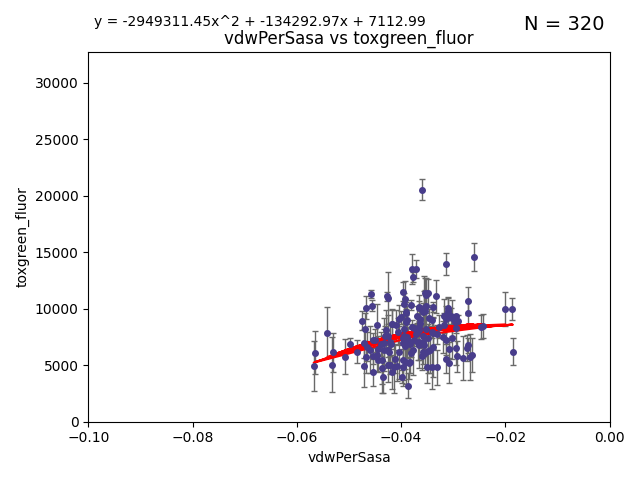 y = -2949311.45x^2 + -134292.97x + 7112.99
N = 320
vdwPerSasa vs toxgreen_fluor
30000
25000
20000
15000
10000
5000
0
toxgreen_fluor
−0.10
−0.08
−0.06
−0.04
−0.02
0.00
vdwPerSasa